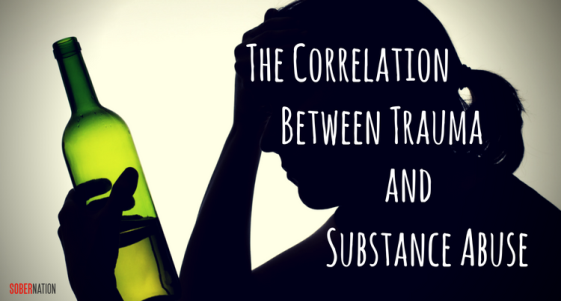 The Correlation
Between Trauma
and
Substance Abuse
SOBERNATION